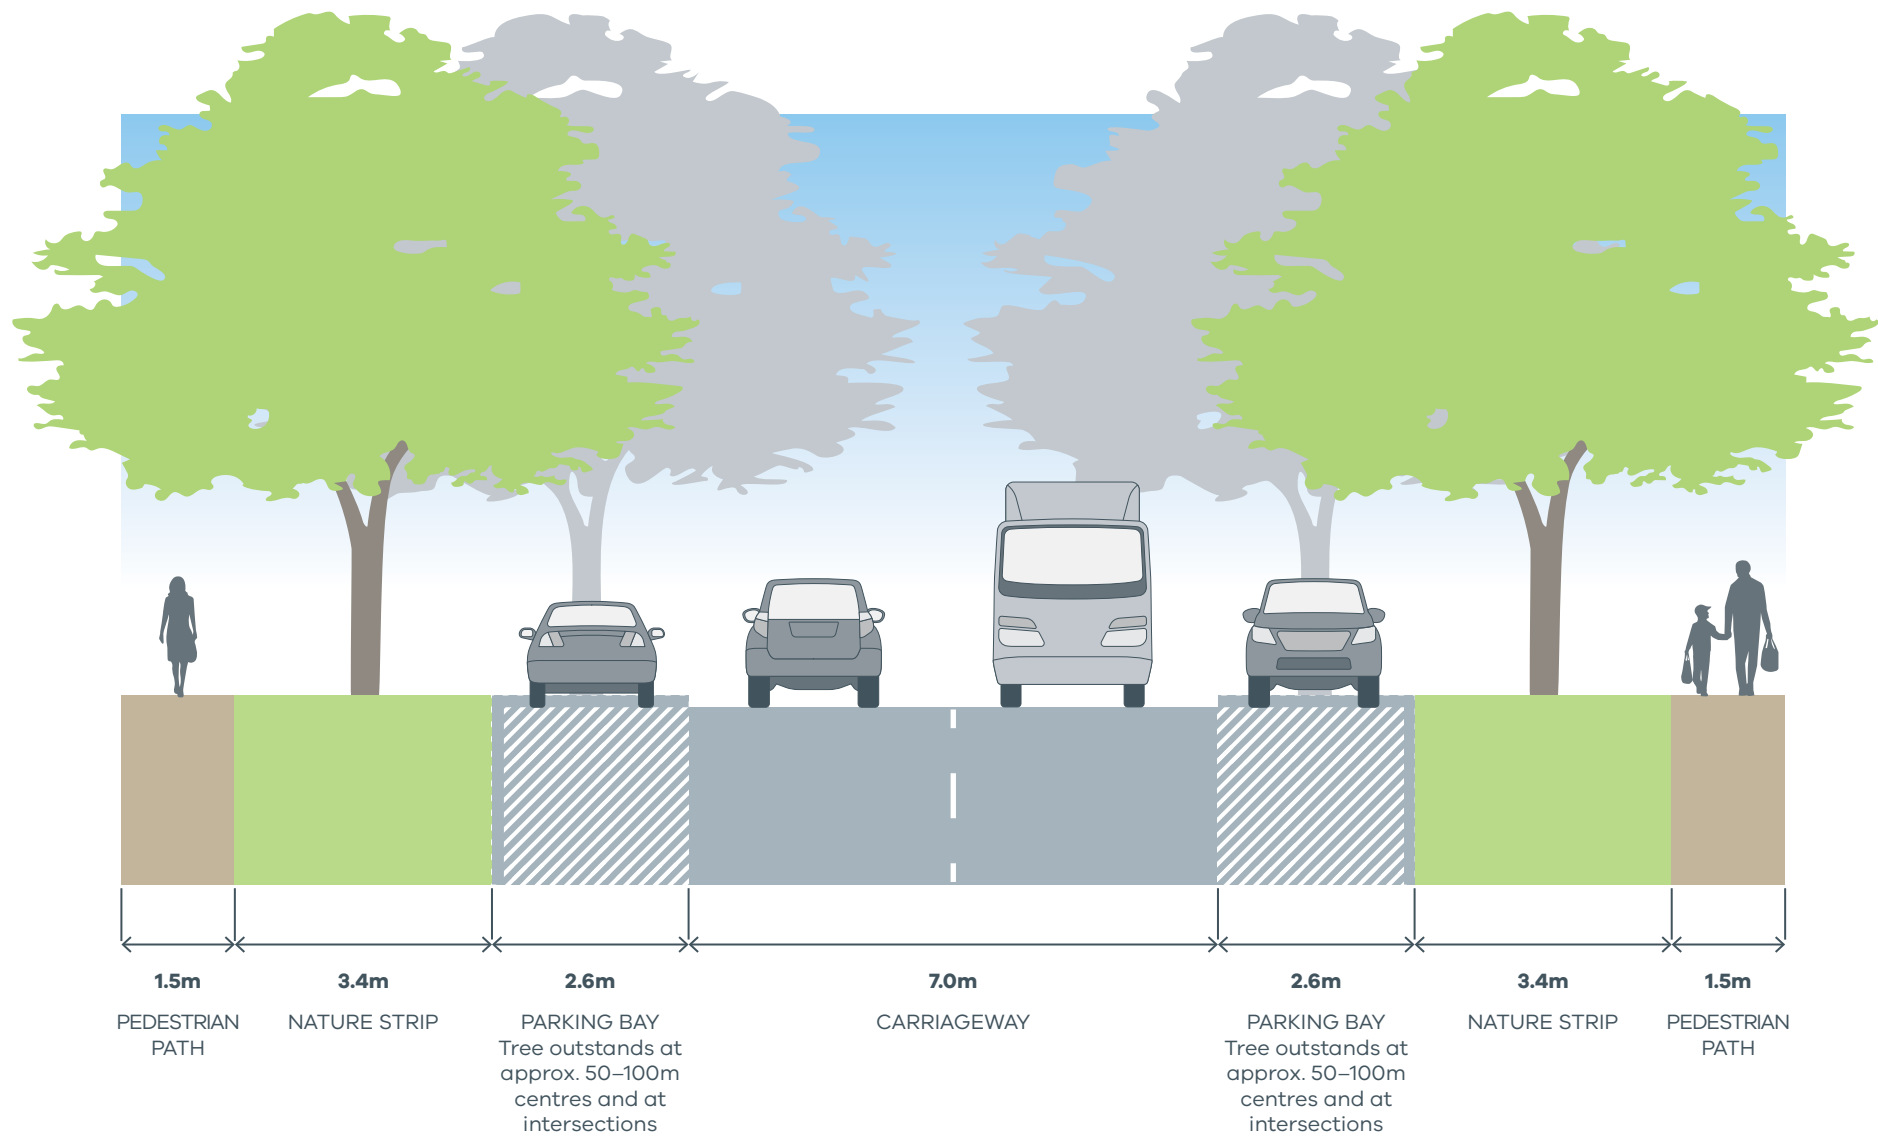 1.5m
3.4m
2.6m
7.0m
2.6m
3.4m
1.5m
PEDESTRIAN
PATH
NATURE STRIP
PARKING BAY
Tree outstands at
approx. 50–100m
centres and at
intersections
CARRIAGEWAY
PARKING BAY
Tree outstands at
approx. 50–100m
centres and at
intersections
NATURE STRIP
PEDESTRIAN
PATH